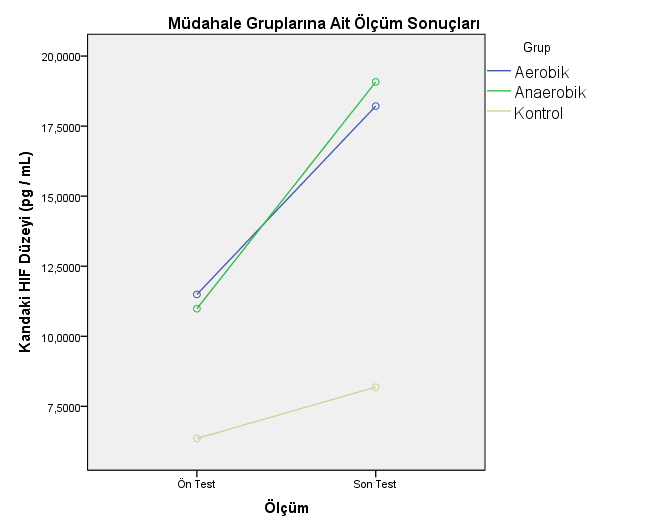 Müdahale Gruplarına Ait Ölçüm Sonuçları
Grup
Aerobik
Anaerobik
Kontrol
Kandaki HIF Düzeyi (pg / mL)
20,0000
17,5000
15,0000
12,5000
10,0000
7,5000
Ön Test
Son Test
Ölçüm